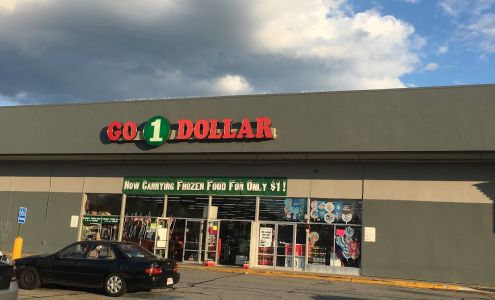 GO 1 DOLLAR
NOW CARRYING FROZEN FOOD FOR ONLY $1!